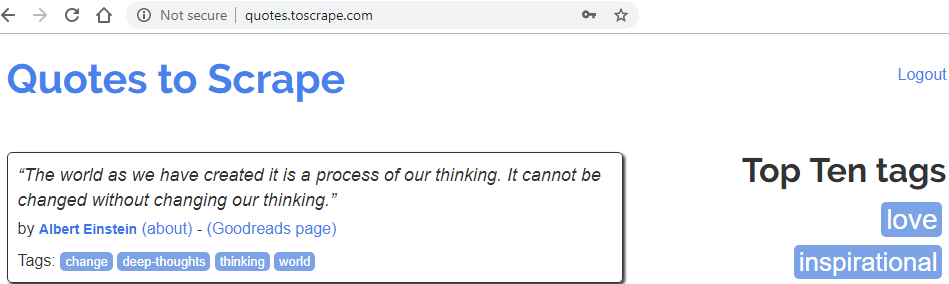 Not secure | quotes.toscrape.com
Quotes to Scrape
Logout
“The world as we have created it is a process of our thinking. It cannot be
changed without changing our thinking.”
by Albert Einstein (about) - (Goodreads page)
Tags: change deep-thoughts thinking world
Top Ten tags
love
inspirational